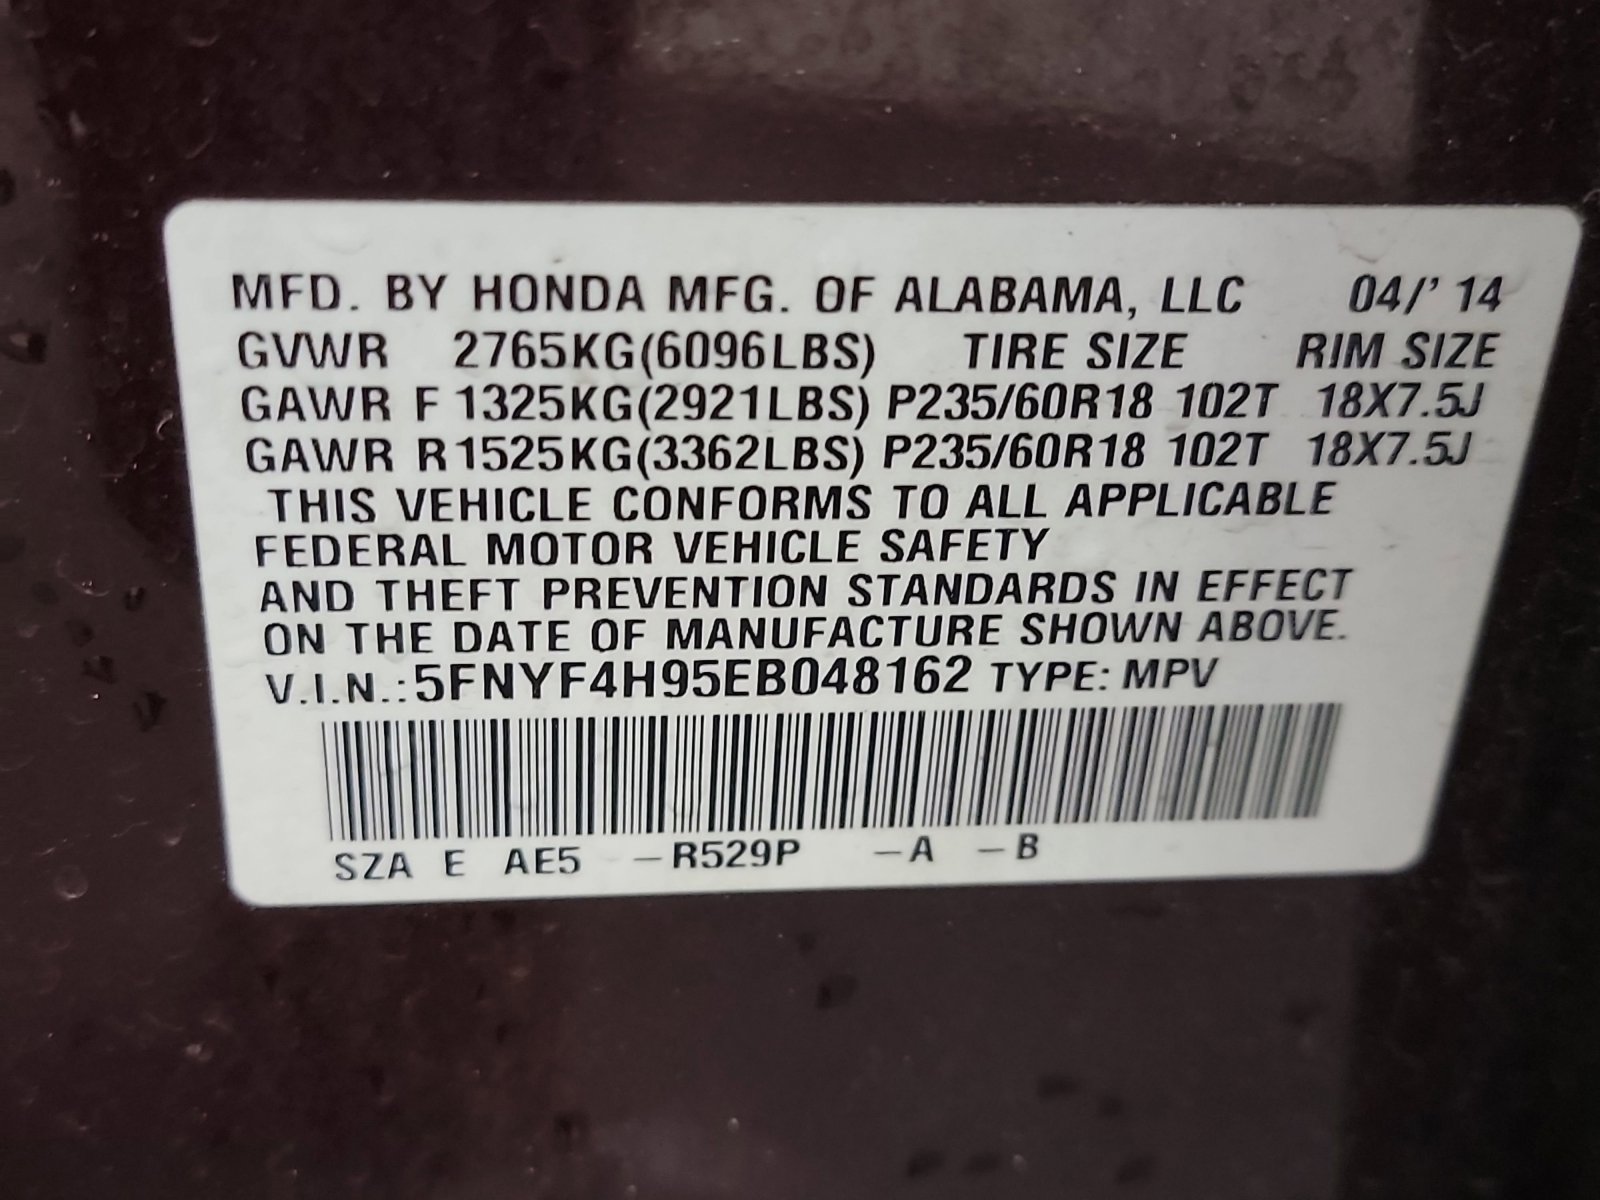 MFD. BY HONDA MFG. OF ALABAMA, LLC 04/' 14
GVWR 2765KG(6096LBS) TIRE SIZE RIM SIZE
GAWR F 1325KG(2921LBS) P235/60R18 102T 18X7.5J
GAWR R 1525KG(3362LBS) P235/60R18 102T 18X7.5J
THIS VEHICLE CONFORMS TO ALL APPLICABLE
FEDERAL MOTOR VEHICLE SAFETY
AND THEFT PREVENTION STANDARDS IN EFFECT
ON THE DATE OF MANUFACTURE SHOWN ABOVE.
V.I.N.: 5FNYF4H95EB048162 TYPE: MPV
SZA E AE5 –R529P –A –B